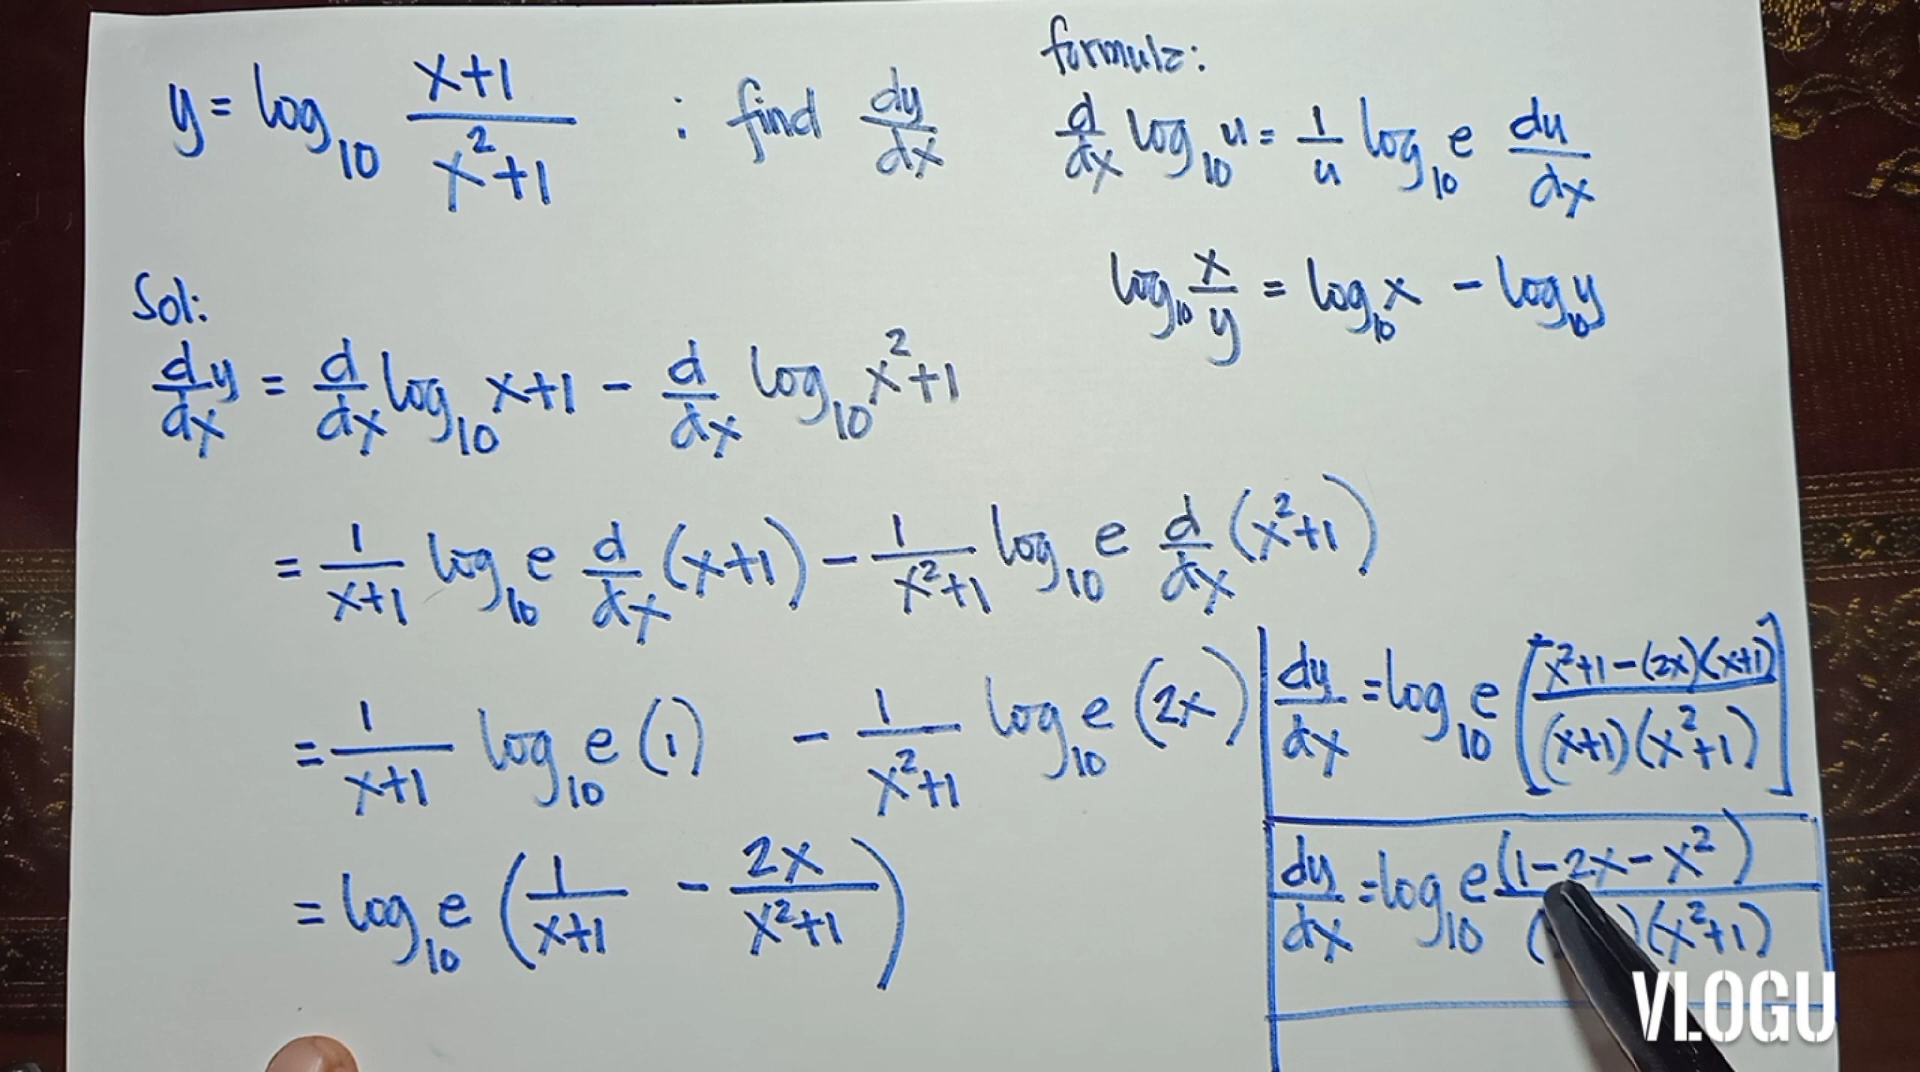 y = log₁₀ (x+1)/(x²+1) : find dy/dx
formula:
d/dx log₁₀ u = 1/u log₁₀ e du/dx
log₁₀ x/y = log₁₀ x - log₁₀ y
Sol:
d/dx y = d/dx log₁₀ x+1 - d/dx log₁₀ x²+1
= 1/(x+1) log₁₀ e d/dx (x+1) - 1/(x²+1) log₁₀ e d/dx (x²+1)
= 1/(x+1) log₁₀ e (1) - 1/(x²+1) log₁₀ e (2x)
= log₁₀ e (1/(x+1) - 2x/(x²+1))
dy/dx = log₁₀ e [(x²+1-(2x)(x+1))/((x+1)(x²+1))]
dy/dx = log₁₀ e (1-2x-x²)/( )(x²+1)
VLOGU